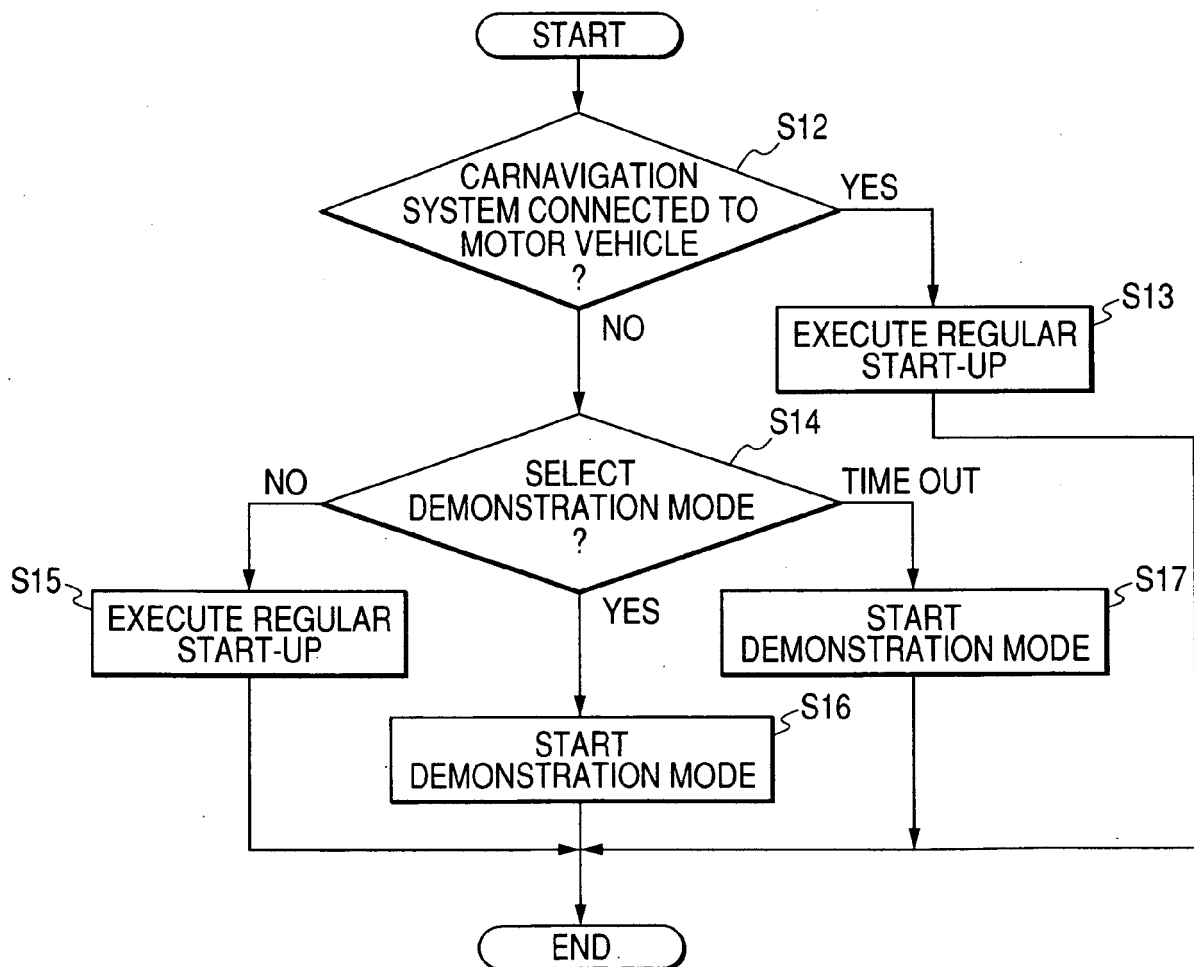 START
S12
CARNAVIGATION
SYSTEM CONNECTED TO
MOTOR VEHICLE
?
YES
NO
S13
EXECUTE REGULAR
START-UP
S14
SELECT
DEMONSTRATION MODE
?
NO
TIME OUT
YES
S15
EXECUTE REGULAR
START-UP
S17
START
DEMONSTRATION MODE
S16
START
DEMONSTRATION MODE
END